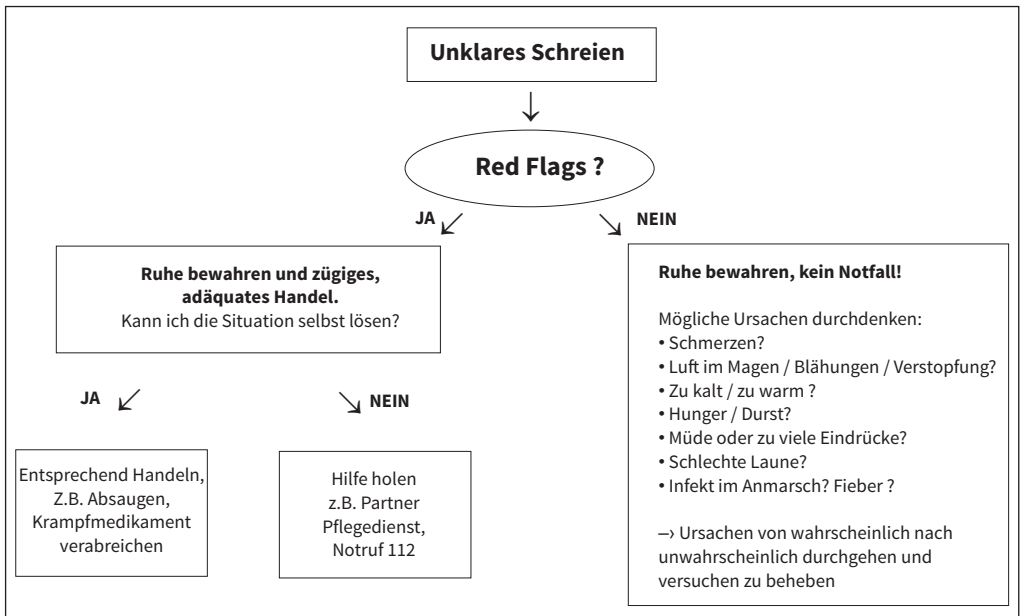 Unklares Schreien
Red Flags ?
JA
NEIN
Ruhe bewahren und zügiges,
adäquates Handel.
Kann ich die Situation selbst lösen?
JA
NEIN
Entsprechend Handeln,
Z.B. Absaugen,
Krampfmedikament
verabreichen
Hilfe holen
z.B. Partner
Pflegedienst,
Notruf 112
Ruhe bewahren, kein Notfall!
Mögliche Ursachen durchdenken:
• Schmerzen?
• Luft im Magen / Blähungen / Verstopfung?
• Zu kalt / zu warm ?
• Hunger / Durst?
• Müde oder zu viele Eindrücke?
• Schlechte Laune?
• Infekt im Anmarsch? Fieber ?
—› Ursachen von wahrscheinlich nach
unwahrscheinlich durchgehen und
versuchen zu beheben